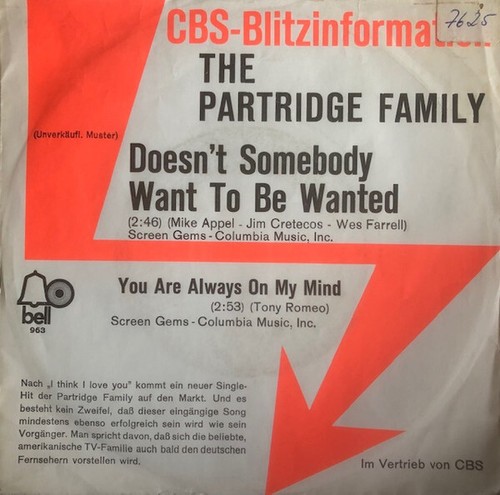 CBS-Blitzinformation
7625
THE
PARTRIDGE FAMILY
(Unverkäufl. Muster)
Doesn't Somebody
Want To Be Wanted
(2:46) (Mike Appel - Jim Cretecos - Wes Farrell)
Screen Gems - Columbia Music, Inc.
You Are Always On My Mind
(2:53) (Tony Romeo)
Screen Gems - Columbia Music, Inc.
bell
963
Nach „I think I love you" kommt ein neuer Single-
Hit der Partridge Family auf den Markt. Und es
besteht kein Zweifel, daß dieser eingängige Song
mindestens ebenso erfolgreich sein wird wie sein
Vorgänger. Man spricht davon, daß sich die beliebte,
amerikanische TV-Familie auch bald den deutschen
Fernsehern vorstellen wird.
Im Vertrieb von CBS